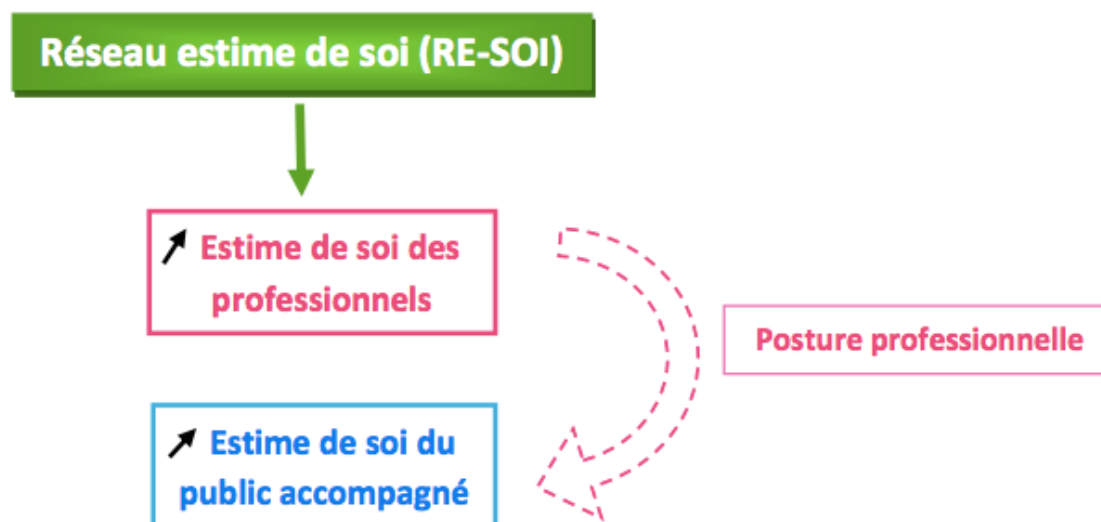 Réseau estime de soi (RE-SOI)
Estime de soi des
professionnels
Posture professionnelle
Estime de soi du
public accompagné